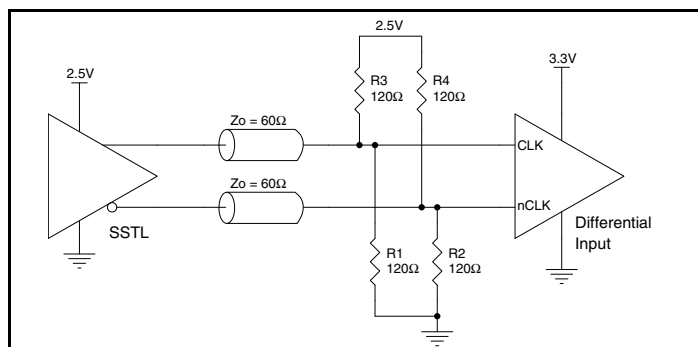 2.5V
2.5V
3.3V
R3
120Ω
R4
120Ω
Zo = 60Ω
CLK
Zo = 60Ω
nCLK
SSTL
Differential
Input
R1
120Ω
R2
120Ω